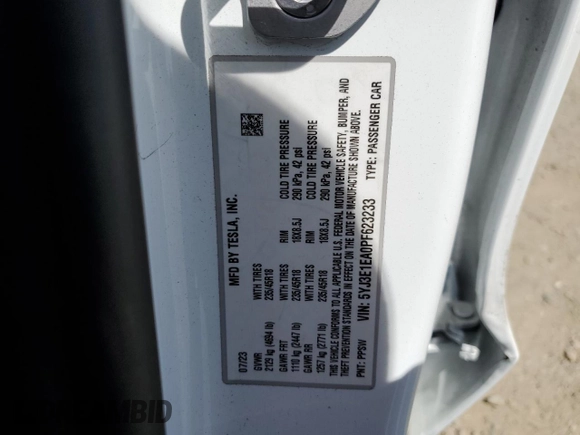 MFD BY TESLA, INC.
07/23
GVWR WITH TIRES RIM COLD TIRE PRESSURE
2129 kg (4694 lb) 235/45R18 18X8.5J 290 kPa, 42 psi
GAWR FRT WITH TIRES RIM COLD TIRE PRESSURE
1110 kg (2447 lb) 235/45R18 18X8.5J 290 kPa, 42 psi
GAWR RR
1257 kg (2771 lb)
THIS VEHICLE CONFORMS TO ALL APPLICABLE U.S. FEDERAL MOTOR VEHICLE SAFETY, BUMPER, AND
THEFT PREVENTION STANDARDS IN EFFECT ON THE DATE OF MANUFACTURE SHOWN ABOVE.
VIN: 5YJ3E1EA0PF623233
PNT: PPSW TYPE: PASSENGER CAR